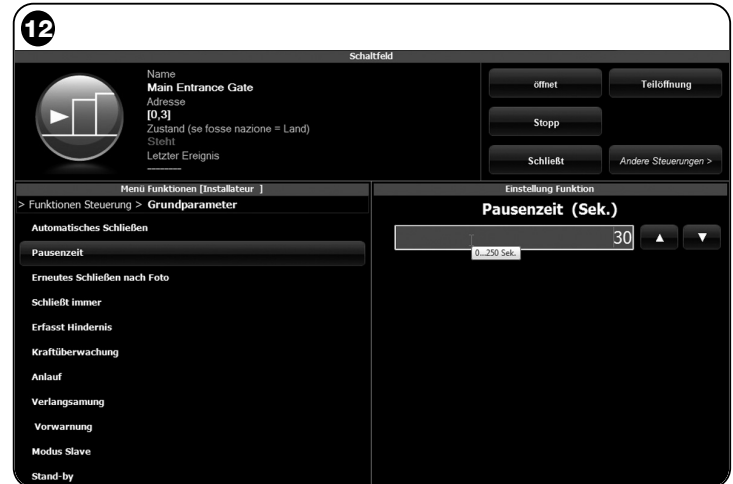 12
Schaltfeld
Name
Main Entrance Gate
Adresse
[0,3]
Zustand (se fosse nazione = Land)
Steht
Letzter Ereignis
--------
öffnet
Teilöffnung
Stopp
Schließt
Andere Steuerungen >
Menü Funktionen [Installateur ]
> Funktionen Steuerung > Grundparameter
Automatisches Schließen
Pausenzeit
Erneutes Schließen nach Foto
Schließt immer
Erfasst Hindernis
Kraftüberwachung
Anlauf
Verlangsamung
Vorwarnung
Modus Slave
Stand-by
Einstellung Funktion
Pausenzeit (Sek.)
30
0...250 Sek.